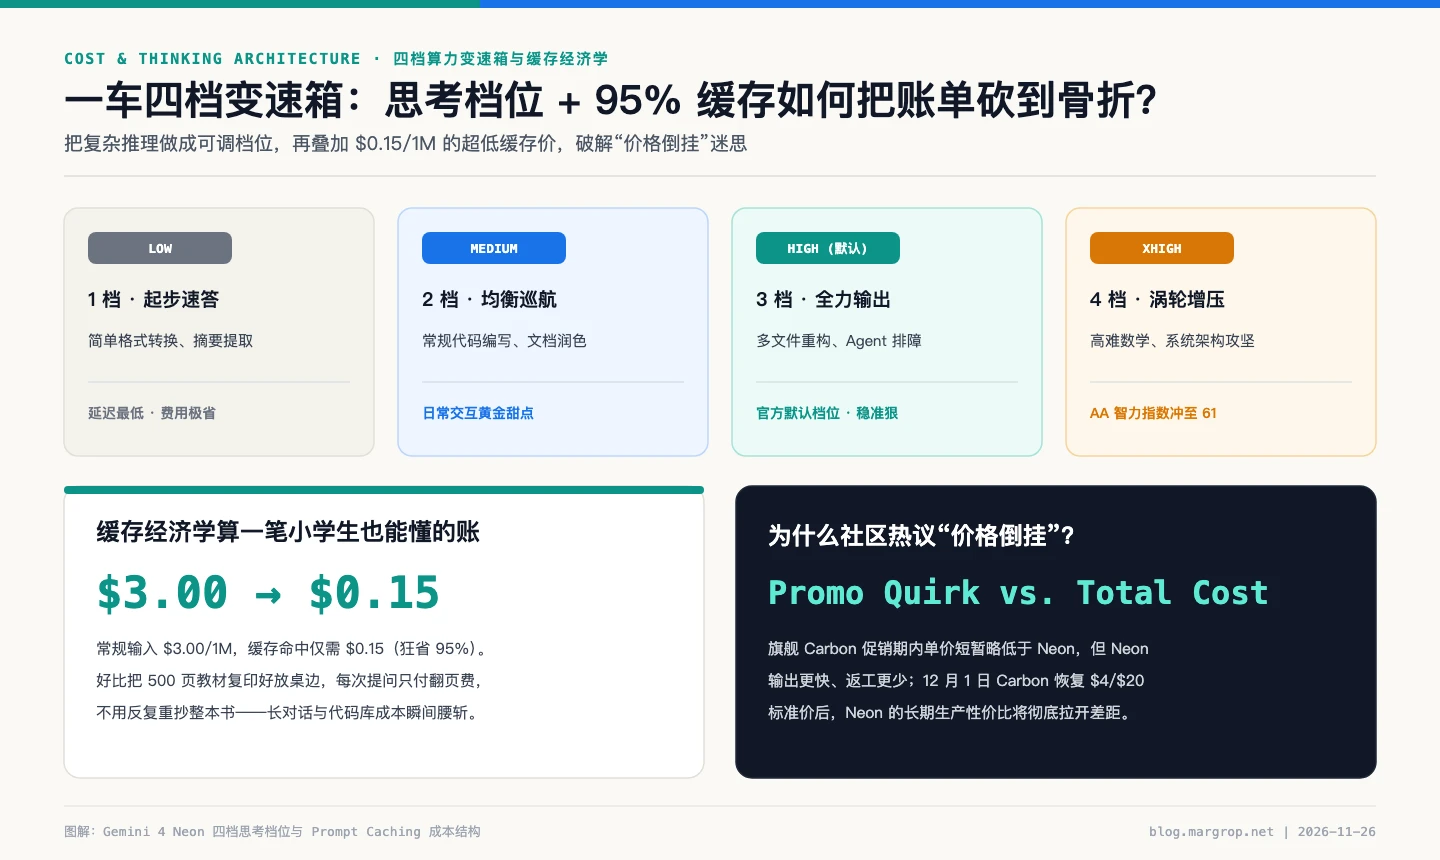 COST & THINKING ARCHITECTURE · 四档算力变速箱与缓存经济学
一车四档变速箱：思考档位 + 95% 缓存如何把账单砍到骨折？
把复杂推理做成可调档位，再叠加 $0.15/1M 的超低缓存价，破解“价格倒挂”迷思
LOW
1 档 · 起步速答
简单格式转换、摘要提取
延迟最低 · 费用极省
MEDIUM
2 档 · 均衡巡航
常规代码编写、文档润色
日常交互黄金甜点
HIGH (默认)
3 档 · 全力输出
多文件重构、Agent 排障
官方默认档位 · 稳准狠
XHIGH
4 档 · 涡轮增压
高难数学、系统架构攻坚
AA 智力指数冲至 61
缓存经济学算一笔小学生也能懂的账
$3.00 → $0.15
常规输入 $3.00/1M，缓存命中仅需 $0.15（狂省 95%）。
好比把 500 页教材复印好放桌边，每次提问只付翻页费，
不用反复重抄整本书——长对话与代码库成本瞬间腰斩。
为什么社区热议“价格倒挂”？
Promo Quirk vs. Total Cost
旗舰 Carbon 促销期内单价短暂略低于 Neon，但 Neon
输出更快、返工更少；12 月 1 日 Carbon 恢复 $4/$20
标准价后，Neon 的长期生产性价比将彻底拉开差距。
图解：Gemini 4 Neon 四档思考档位与 Prompt Caching 成本结构
blog.margrop.net | 2026-11-26